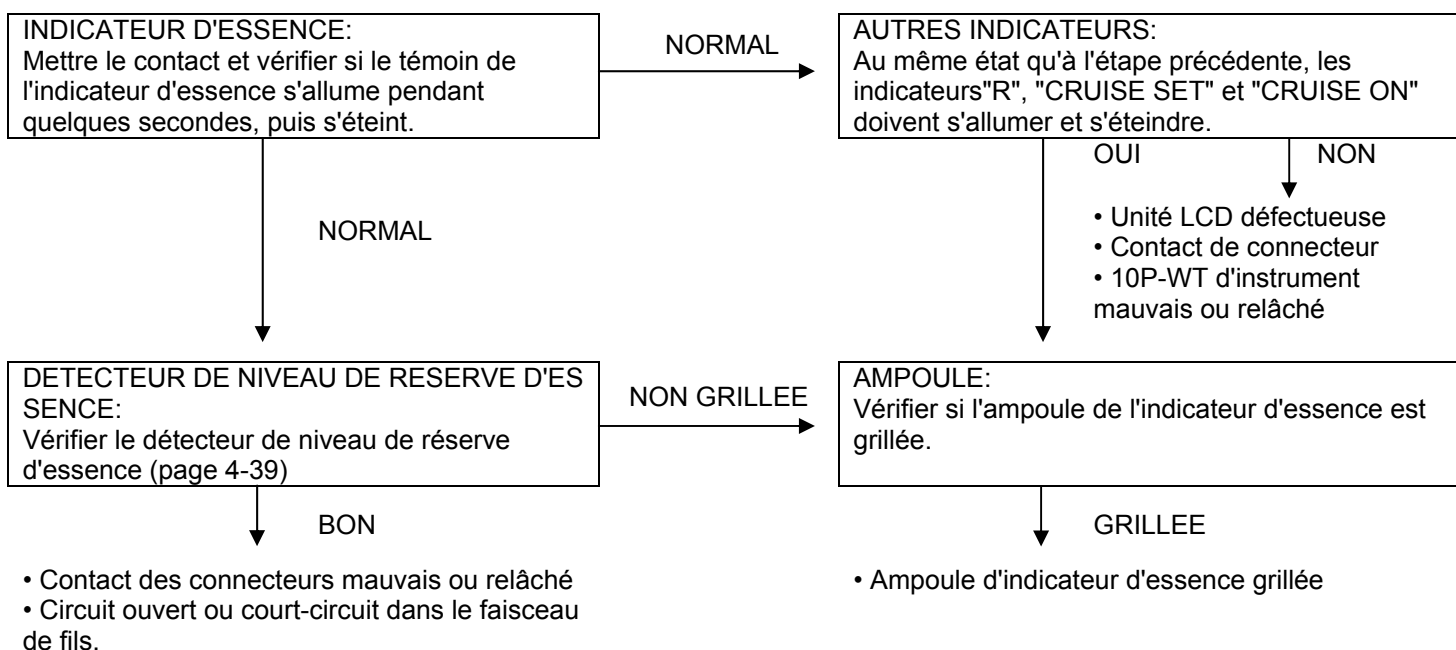 INDICATEUR D'ESSENCE:
Mettre le contact et vérifier si le témoin de
l'indicateur d'essence s'allume pendant
quelques secondes, puis s'éteint.
NORMAL
AUTRES INDICATEURS:
Au même état qu'à l'étape précédente, les
indicateurs"R", "CRUISE SET" et "CRUISE ON"
doivent s'allumer et s'éteindre.
OUI
NON
• Unité LCD défectueuse
• Contact de connecteur
• 10P-WT d'instrument
mauvais ou relâché
NORMAL
DETECTEUR DE NIVEAU DE RESERVE D'ES
SENCE:
Vérifier le détecteur de niveau de réserve
d'essence (page 4-39)
NON GRILLEE
AMPOULE:
Vérifier si l'ampoule de l'indicateur d'essence est
grillée.
BON
GRILLEE
• Contact des connecteurs mauvais ou relâché
• Circuit ouvert ou court-circuit dans le faisceau
de fils.
• Ampoule d'indicateur d'essence grillée